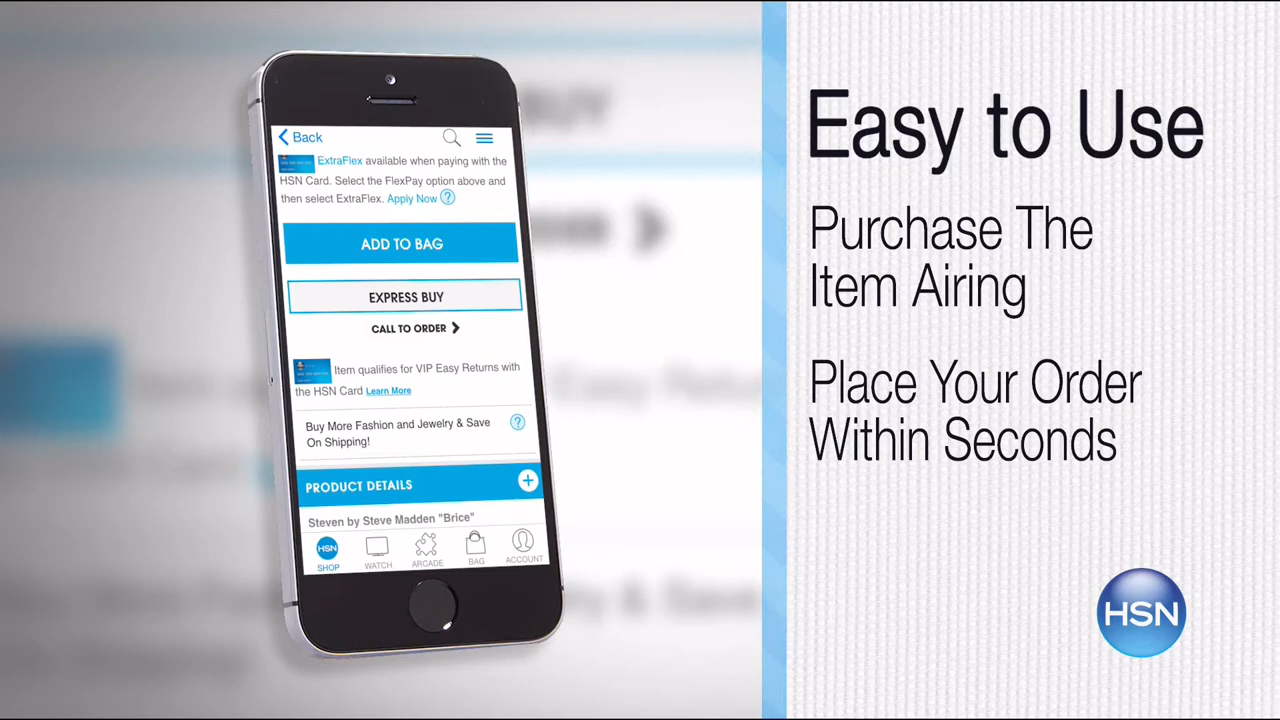 Back
ExtraFlex available when paying with the
HSN Card. Select the FlexPay option above and
then select ExtraFlex. Apply Now ?
ADD TO BAG
EXPRESS BUY
CALL TO ORDER
Item qualifies for VIP Easy Returns with
the HSN Card Learn More
Buy More Fashion and Jewelry & Save ?
On Shipping!
PRODUCT DETAILS +
Steven by Steve Madden "Brice"
HSN
SHOP WATCH ARCADE BAG ACCOUNT
Easy to Use
Purchase The
Item Airing
Place Your Order
Within Seconds
HSN